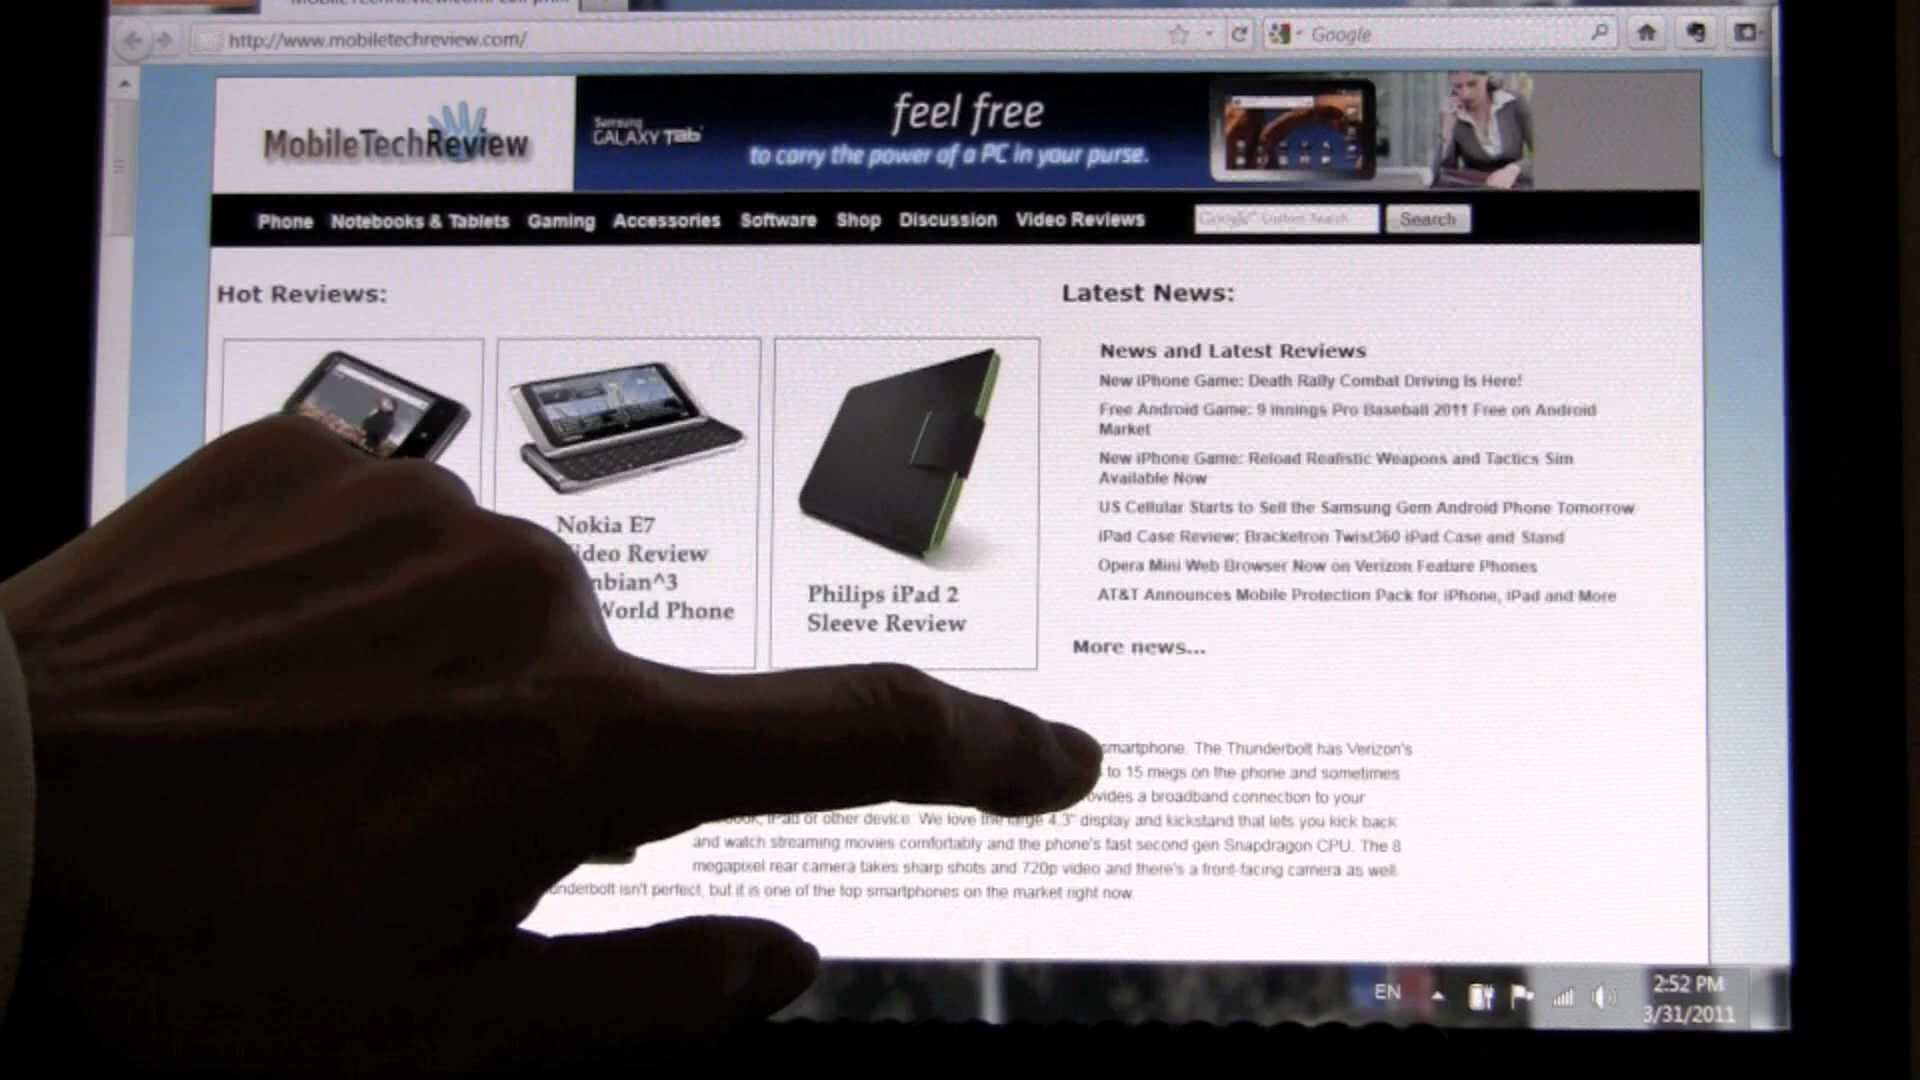 http://www.mobiletechreview.com/
Google
MobileTechReview
Samsung
GALAXY Tab
feel free
to carry the power of a PC in your purse.
Phone Notebooks & Tablets Gaming Accessories Software Shop Discussion Video Reviews
Google™ Custom Search
Search
Hot Reviews:
Nokia E7
ideo Review
nbian^3
World Phone
Philips iPad 2
Sleeve Review
Latest News:
News and Latest Reviews
New iPhone Game: Death Rally Combat Driving Is Here!
Free Android Game: 9 Innings Pro Baseball 2011 Free on Android
Market
New iPhone Game: Reload Realistic Weapons and Tactics Sim
Available Now
US Cellular Starts to Sell the Samsung Gem Android Phone Tomorrow
iPad Case Review: Bracketron Twist360 iPad Case and Stand
Opera Mini Web Browser Now on Verizon Feature Phones
AT&T Announces Mobile Protection Pack for iPhone, iPad and More
More news...
smartphone. The Thunderbolt has Verizon's
to 15 megs on the phone and sometimes
ovides a broadband connection to your
iPad or other device. We love the large 4.3" display and kickstand that lets you kick back
and watch streaming movies comfortably and the phone's fast second gen Snapdragon CPU. The 8
megapixel rear camera takes sharp shots and 720p video and there's a front-facing camera as well.
underbolt isn't perfect, but it is one of the top smartphones on the market right now.
EN
2:52 PM
3/31/2011